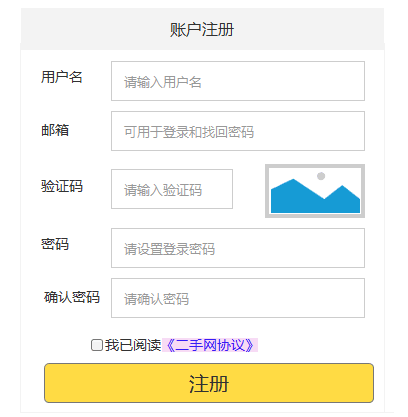 账户注册
用户名 请输入用户名
邮箱 可用于登录和找回密码
验证码 请输入验证码
密码 请设置登录密码
确认密码 请确认密码
我已阅读《二手网协议》
注册